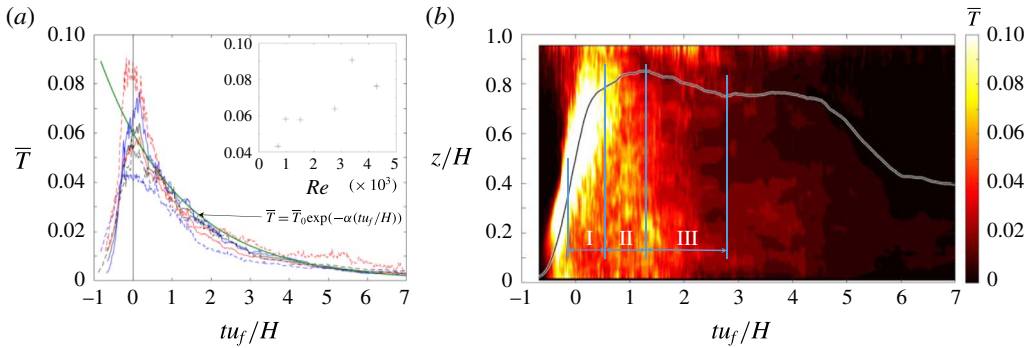 (a)
0.10
0.08
0.06
0.04
0.02
0
T̅
−1 0 1 2 3 4 5 6 7
tu_f/H
0.10
0.08
0.06
0.04
0 1 2 3 4 5
Re (× 10³)
T̅ = T̅₀exp(−α(tu_f/H))
(b)
1.0
0.8
0.6
0.4
0.2
0
z/H
I II III
−1 0 1 2 3 4 5 6 7
tu_f/H
T̅
0.10
0.08
0.06
0.04
0.02
0